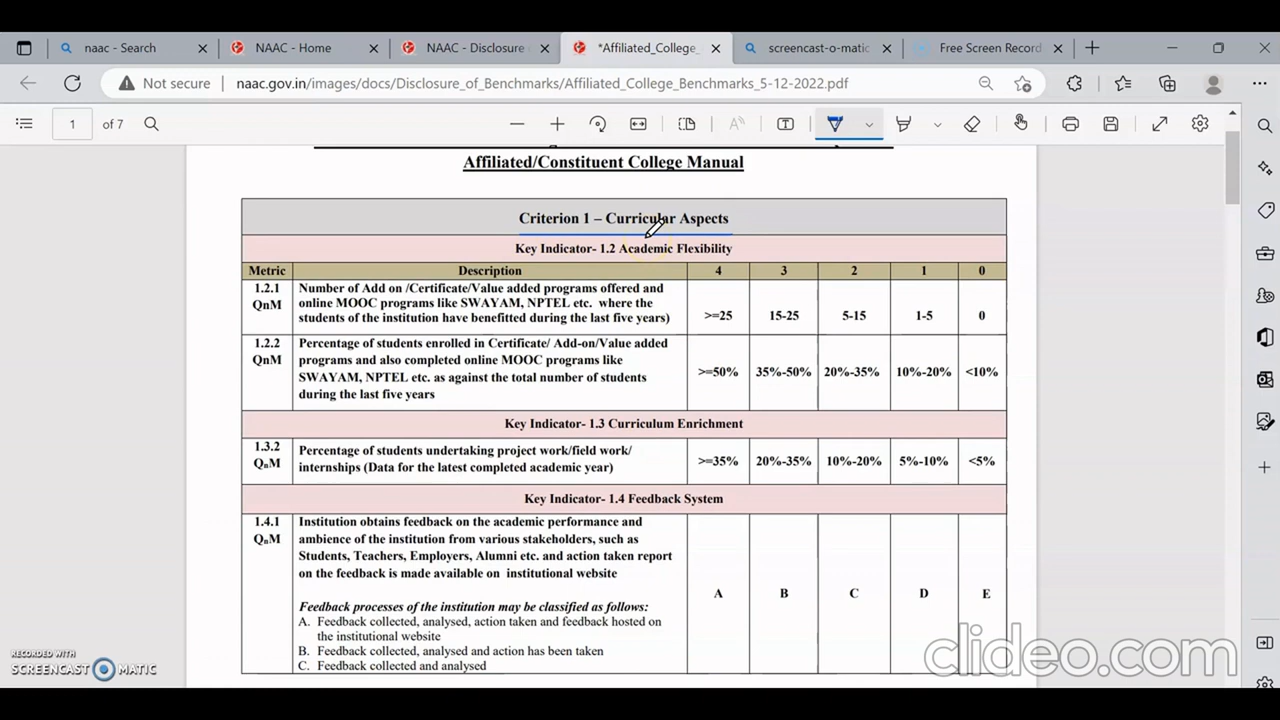 naac - Search
NAAC - Home
NAAC - Disclosure
*Affiliated_College_
screencast-o-matic
Free Screen Record
Not secure
naac.gov.in/images/docs/Disclosure_of_Benchmarks/Affiliated_College_Benchmarks_5-12-2022.pdf
1 of 7
Affiliated/Constituent College Manual
Criterion 1 – Curricular Aspects
Key Indicator- 1.2 Academic Flexibility
Metric Description 4 3 2 1 0
1.2.1 Number of Add on /Certificate/Value added programs offered and
QnM online MOOC programs like SWAYAM, NPTEL etc. where the
students of the institution have benefitted during the last five years) >=25 15-25 5-15 1-5 0
1.2.2 Percentage of students enrolled in Certificate/ Add-on/Value added
QnM programs and also completed online MOOC programs like
SWAYAM, NPTEL etc. as against the total number of students >=50% 35%-50% 20%-35% 10%-20% <10%
during the last five years
Key Indicator- 1.3 Curriculum Enrichment
1.3.2 Percentage of students undertaking project work/field work/
QnM internships (Data for the latest completed academic year) >=35% 20%-35% 10%-20% 5%-10% <5%
Key Indicator- 1.4 Feedback System
1.4.1 Institution obtains feedback on the academic performance and
QnM ambience of the institution from various stakeholders, such as
Students, Teachers, Employers, Alumni etc. and action taken report
on the feedback is made available on institutional website
A B C D E
Feedback processes of the institution may be classified as follows:
A. Feedback collected, analysed, action taken and feedback hosted on
the institutional website
B. Feedback collected, analysed and action has been taken
C. Feedback collected and analysed
RECORDED WITH
SCREENCAST MATIC
clideo.com